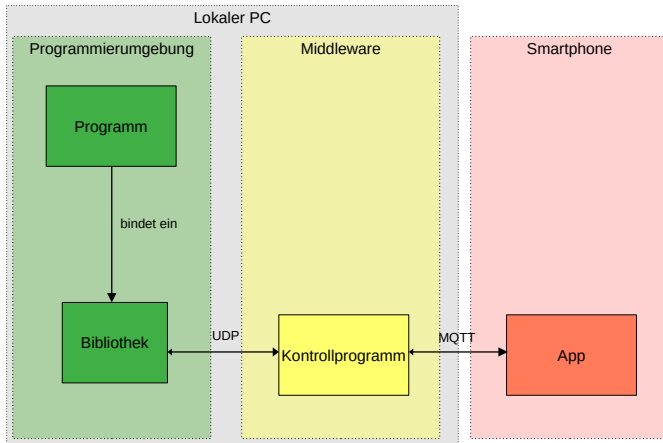 Lokaler PC
Programmierumgebung
Middleware
Smartphone
Programm
bindet ein
Bibliothek
UDP
Kontrollprogramm
MQTT
App